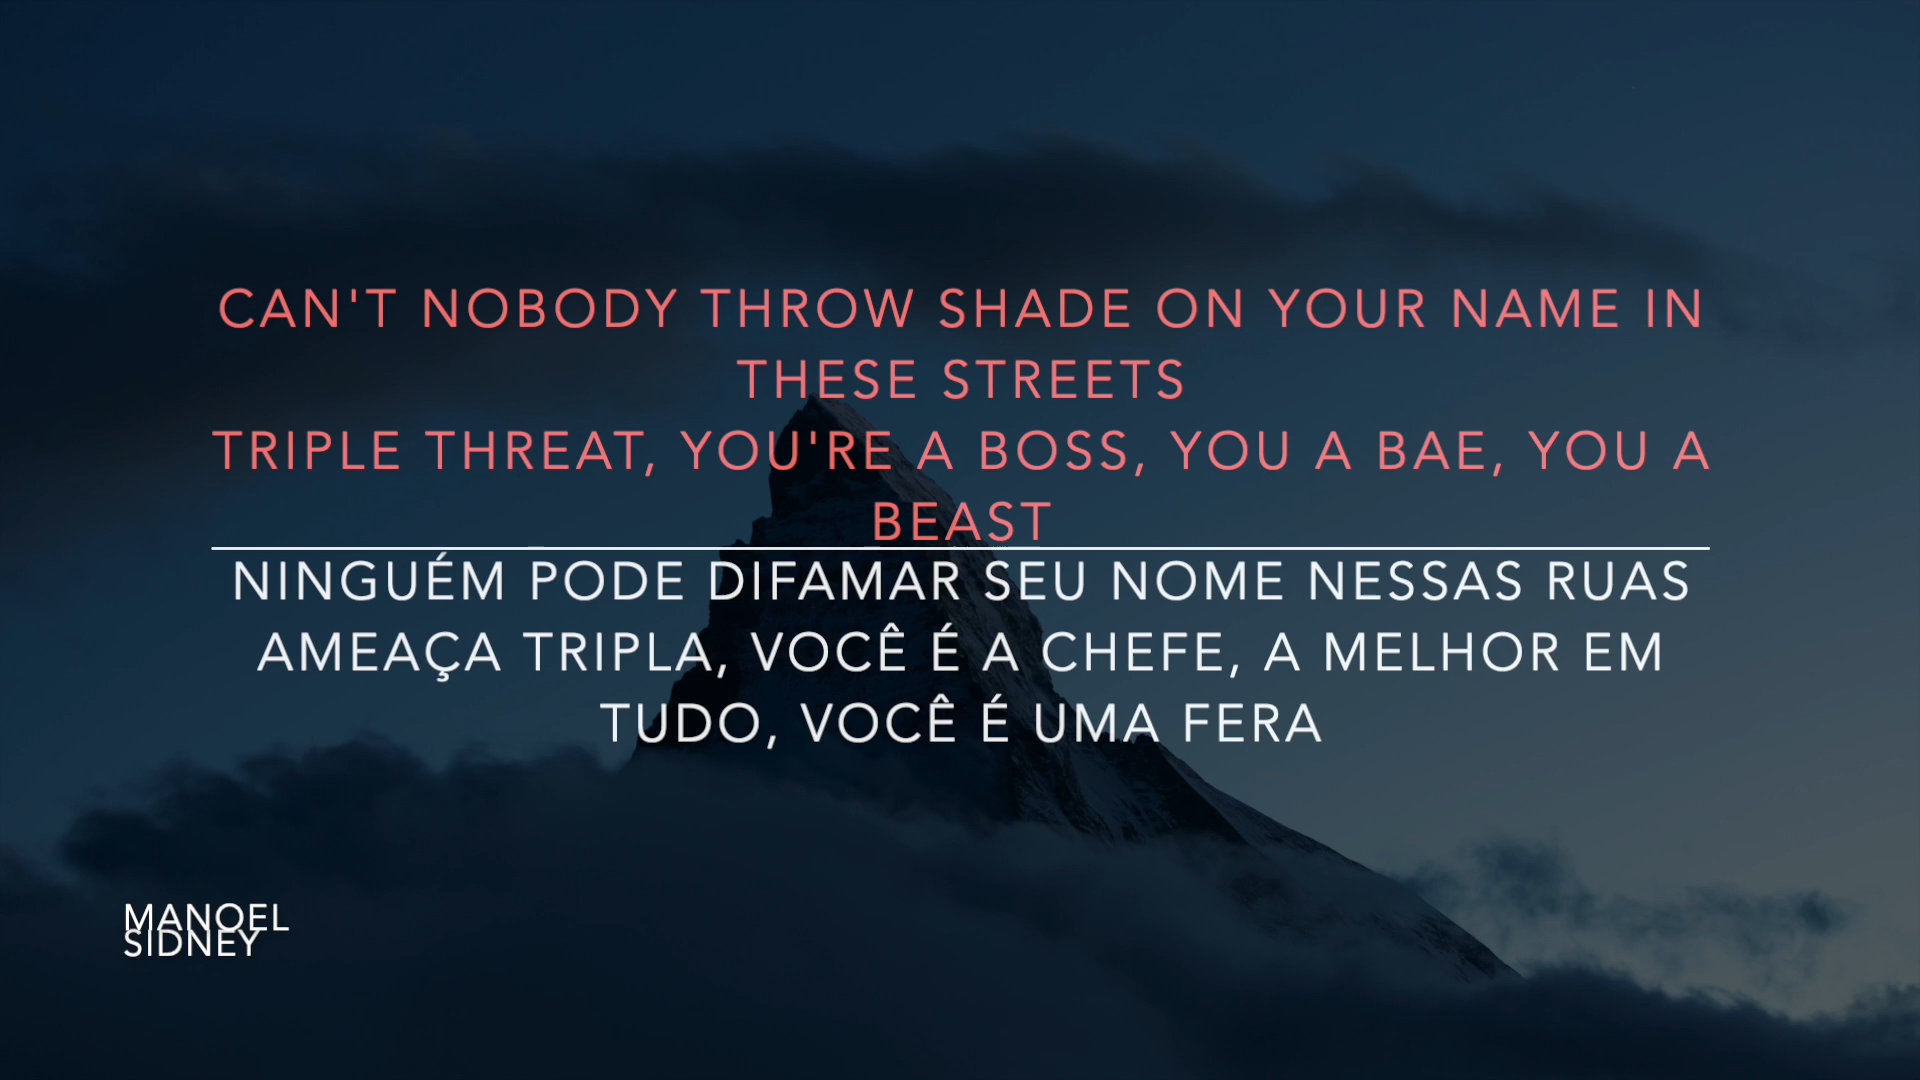 CAN'T NOBODY THROW SHADE ON YOUR NAME IN
THESE STREETS
TRIPLE THREAT, YOU'RE A BOSS, YOU A BAE, YOU A
BEAST
NINGUÉM PODE DIFAMAR SEU NOME NESSAS RUAS
AMEAÇA TRIPLA, VOCÊ É A CHEFE, A MELHOR EM
TUDO, VOCÊ É UMA FERA
MANOEL
SIDNEY